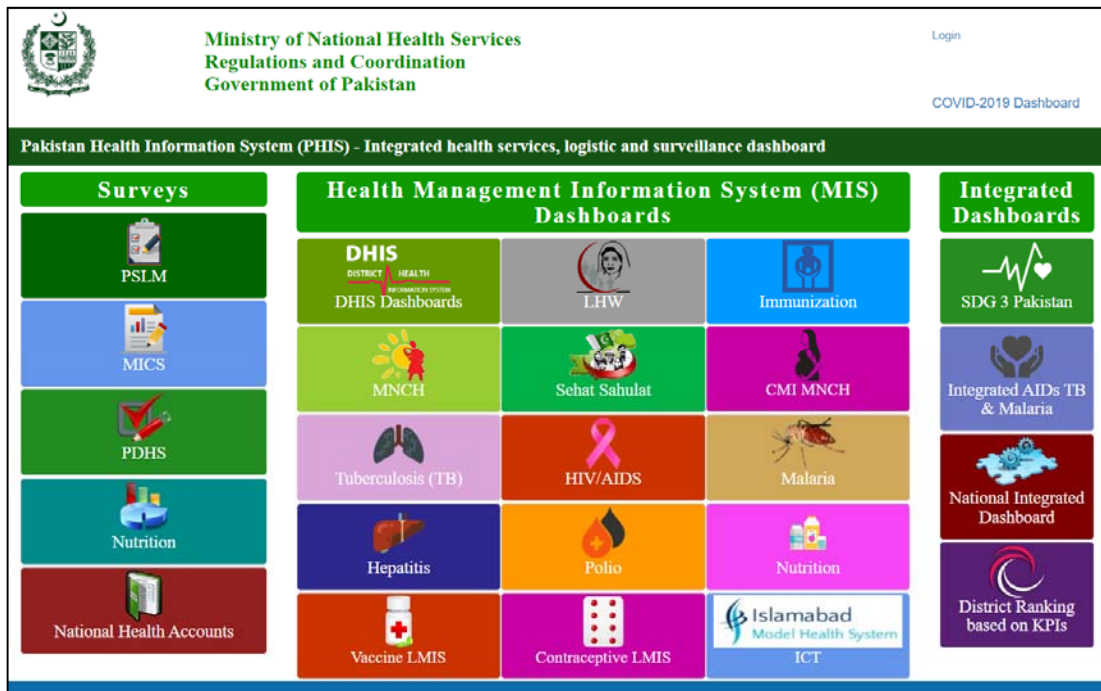 Ministry of National Health Services
Regulations and Coordination
Government of Pakistan
Login
COVID-2019 Dashboard
Pakistan Health Information System (PHIS) - Integrated health services, logistic and surveillance dashboard
Surveys
PSLM
MICS
PDHS
Nutrition
National Health Accounts
Health Management Information System (MIS)
Dashboards
DHIS
DISTRICT HEALTH
INFORMATION SYSTEM
DHIS Dashboards
LHW
Immunization
MNCH
Sehat Sahulat
CMI MNCH
Tuberculosis (TB)
HIV/AIDS
Malaria
Hepatitis
Polio
Nutrition
Vaccine LMIS
Contraceptive LMIS
Islamabad
Model Health System
ICT
Integrated
Dashboards
SDG 3 Pakistan
Integrated AIDs TB
& Malaria
National Integrated
Dashboard
District Ranking
based on KPIs